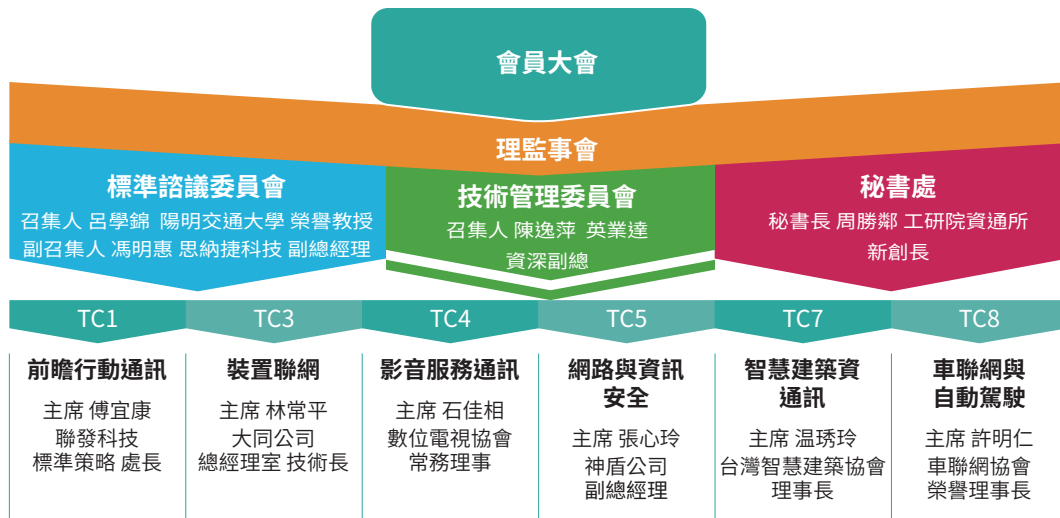 會員大會
理監事會
標準諮議委員會
召集人 呂學錦 陽明交通大學 榮譽教授
副召集人 馮明惠 思納捷科技 副總經理
技術管理委員會
召集人 陳逸萍 英業達
資深副總
秘書處
秘書長 周勝鄰 工研院資通所
新創長
TC1
前瞻行動通訊
主席 傅宜康
聯發科技
標準策略 處長
TC3
裝置聯網
主席 林常平
大同公司
總經理室 技術長
TC4
影音服務通訊
主席 石佳相
數位電視協會
常務理事
TC5
網路與資訊
安全
主席 張心玲
神盾公司
副總經理
TC7
智慧建築資
通訊
主席 温琇玲
台灣智慧建築協會
理事長
TC8
車聯網與
自動駕駛
主席 許明仁
車聯網協會
榮譽理事長